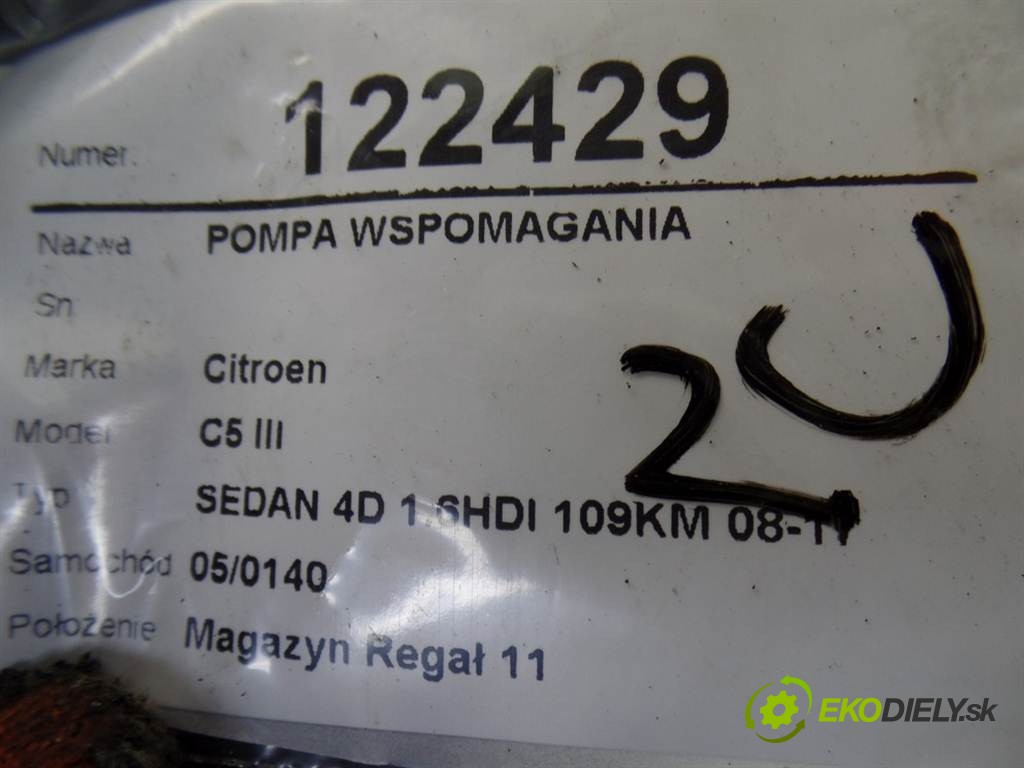 Numer. 122429
Nazwa POMPA WSPOMAGANIA
Sn
Marka Citroen
Model C5 III
Typ SEDAN 4D 1.6HDI 109KM 08-
Samochód 05/0140
Położenie Magazyn Regał 11
EKODIELY.sk